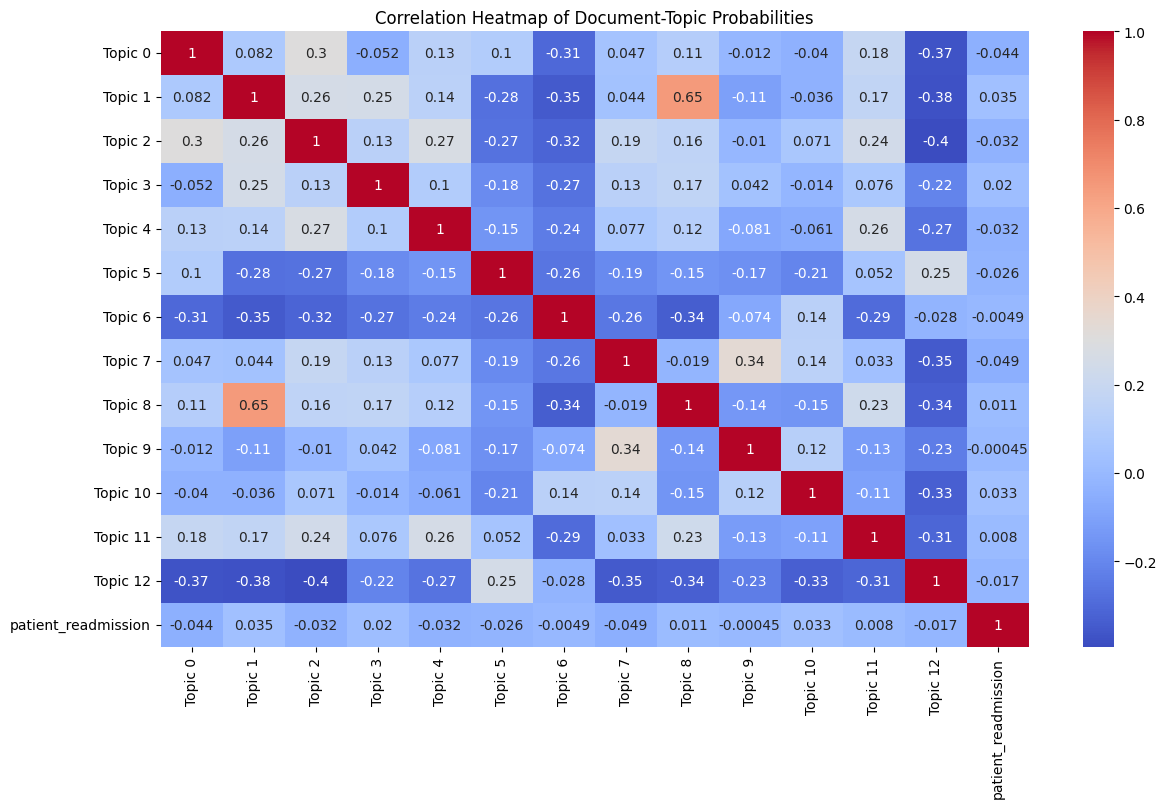 Correlation Heatmap of Document-Topic Probabilities
Topic 0 1 0.082 0.3 -0.052 0.13 0.1 -0.31 0.047 0.11 -0.012 -0.04 0.18 -0.37 -0.044
Topic 1 0.082 1 0.26 0.25 0.14 -0.28 -0.35 0.044 0.65 -0.11 -0.036 0.17 -0.38 0.035
Topic 2 0.3 0.26 1 0.13 0.27 -0.27 -0.32 0.19 0.16 -0.01 0.071 0.24 -0.4 -0.032
Topic 3 -0.052 0.25 0.13 1 0.1 -0.18 -0.27 0.13 0.17 0.042 -0.014 0.076 -0.22 0.02
Topic 4 0.13 0.14 0.27 0.1 1 -0.15 -0.24 0.077 0.12 -0.081 -0.061 0.26 -0.27 -0.032
Topic 5 0.1 -0.28 -0.27 -0.18 -0.15 1 -0.26 -0.19 -0.15 -0.17 -0.21 0.052 0.25 -0.026
Topic 6 -0.31 -0.35 -0.32 -0.27 -0.24 -0.26 1 -0.26 -0.34 -0.074 0.14 -0.29 -0.028 -0.0049
Topic 7 0.047 0.044 0.19 0.13 0.077 -0.19 -0.26 1 -0.019 0.34 0.14 0.033 -0.35 -0.049
Topic 8 0.11 0.65 0.16 0.17 0.12 -0.15 -0.34 -0.019 1 -0.14 -0.15 0.23 -0.34 0.011
Topic 9 -0.012 -0.11 -0.01 0.042 -0.081 -0.17 -0.074 0.34 -0.14 1 0.12 -0.13 -0.23 -0.00045
Topic 10 -0.04 -0.036 0.071 -0.014 -0.061 -0.21 0.14 0.14 -0.15 0.12 1 -0.11 -0.33 0.033
Topic 11 0.18 0.17 0.24 0.076 0.26 0.052 -0.29 0.033 0.23 -0.13 -0.11 1 -0.31 0.008
Topic 12 -0.37 -0.38 -0.4 -0.22 -0.27 0.25 -0.028 -0.35 -0.34 -0.23 -0.33 -0.31 1 -0.017
patient_readmission -0.044 0.035 -0.032 0.02 -0.032 -0.026 -0.0049 -0.049 0.011 -0.00045 0.033 0.008 -0.017 1
Topic 0
Topic 1
Topic 2
Topic 3
Topic 4
Topic 5
Topic 6
Topic 7
Topic 8
Topic 9
Topic 10
Topic 11
Topic 12
patient_readmission
1.0
0.8
0.6
0.4
0.2
0.0
−0.2